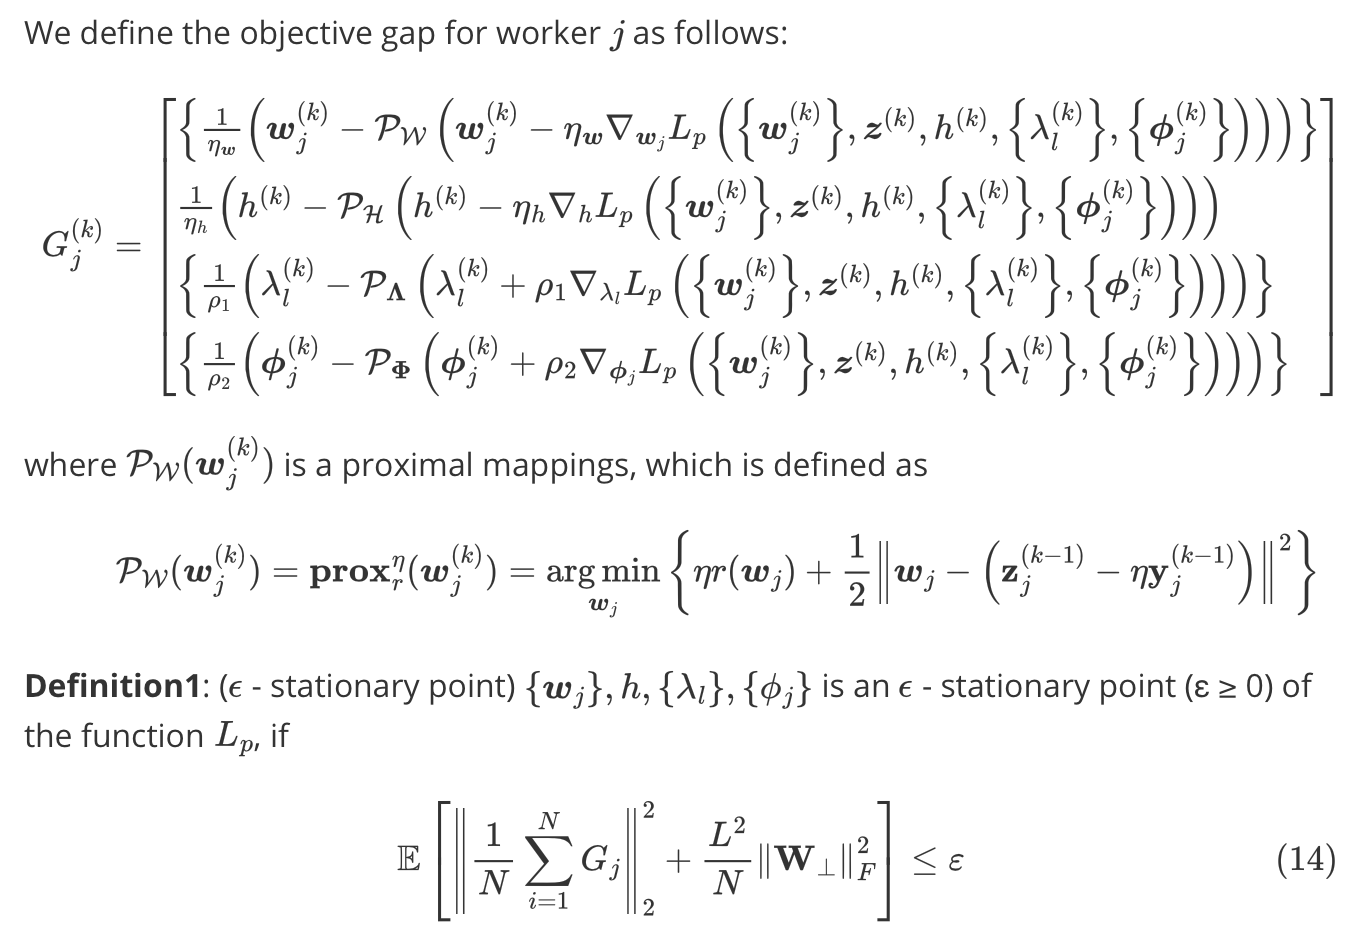 We define the objective gap for worker $j$ as follows:
$$G_j^{(k)} = \begin{bmatrix} \left\{ \frac{1}{\eta_{\boldsymbol{w}}} \left( \boldsymbol{w}_j^{(k)} - \mathcal{P}_{\mathcal{W}} \left( \boldsymbol{w}_j^{(k)} - \eta_{\boldsymbol{w}} \nabla_{\boldsymbol{w}_j} L_p \left( \left\{ \boldsymbol{w}_j^{(k)} \right\}, \boldsymbol{z}^{(k)}, h^{(k)}, \left\{ \lambda_l^{(k)} \right\}, \left\{ \boldsymbol{\phi}_j^{(k)} \right\} \right) \right) \right) \right\} \\ \frac{1}{\eta_h} \left( h^{(k)} - \mathcal{P}_{\mathcal{H}} \left( h^{(k)} - \eta_h \nabla_h L_p \left( \left\{ \boldsymbol{w}_j^{(k)} \right\}, \boldsymbol{z}^{(k)}, h^{(k)}, \left\{ \lambda_l^{(k)} \right\}, \left\{ \boldsymbol{\phi}_j^{(k)} \right\} \right) \right) \right) \\ \left\{ \frac{1}{\rho_1} \left( \lambda_l^{(k)} - \mathcal{P}_{\boldsymbol{\Lambda}} \left( \lambda_l^{(k)} + \rho_1 \nabla_{\lambda_l} L_p \left( \left\{ \boldsymbol{w}_j^{(k)} \right\}, \boldsymbol{z}^{(k)}, h^{(k)}, \left\{ \lambda_l^{(k)} \right\}, \left\{ \boldsymbol{\phi}_j^{(k)} \right\} \right) \right) \right) \right\} \\ \left\{ \frac{1}{\rho_2} \left( \boldsymbol{\phi}_j^{(k)} - \mathcal{P}_{\boldsymbol{\Phi}} \left( \boldsymbol{\phi}_j^{(k)} + \rho_2 \nabla_{\boldsymbol{\phi}_j} L_p \left( \left\{ \boldsymbol{w}_j^{(k)} \right\}, \boldsymbol{z}^{(k)}, h^{(k)}, \left\{ \lambda_l^{(k)} \right\}, \left\{ \boldsymbol{\phi}_j^{(k)} \right\} \right) \right) \right) \right\} \end{bmatrix}$$
where $\mathcal{P}_{\mathcal{W}}(\boldsymbol{w}_j^{(k)})$ is a proximal mappings, which is defined as
$$\mathcal{P}_{\mathcal{W}}(\boldsymbol{w}_j^{(k)}) = \mathbf{prox}_r^{\eta}(\boldsymbol{w}_j^{(k)}) = \underset{\boldsymbol{w}_j}{\arg\min} \left\{ \eta r(\boldsymbol{w}_j) + \frac{1}{2} \left\| \boldsymbol{w}_j - \left( \mathbf{z}_j^{(k-1)} - \eta \mathbf{y}_j^{(k-1)} \right) \right\|^2 \right\}$$
**Definition1**: ($\epsilon$ - stationary point) $\{\boldsymbol{w}_j\}, h, \{\lambda_l\}, \{\boldsymbol{\phi}_j\}$ is an $\epsilon$ - stationary point (ε ≥ 0) of
the function $L_p$, if
$$\mathbb{E} \left[ \left\| \frac{1}{N} \sum_{i=1}^{N} G_j \right\|_2^2 + \frac{L^2}{N} \| \mathbf{W}_{\perp} \|_F^2 \right] \leq \varepsilon \quad (14)$$